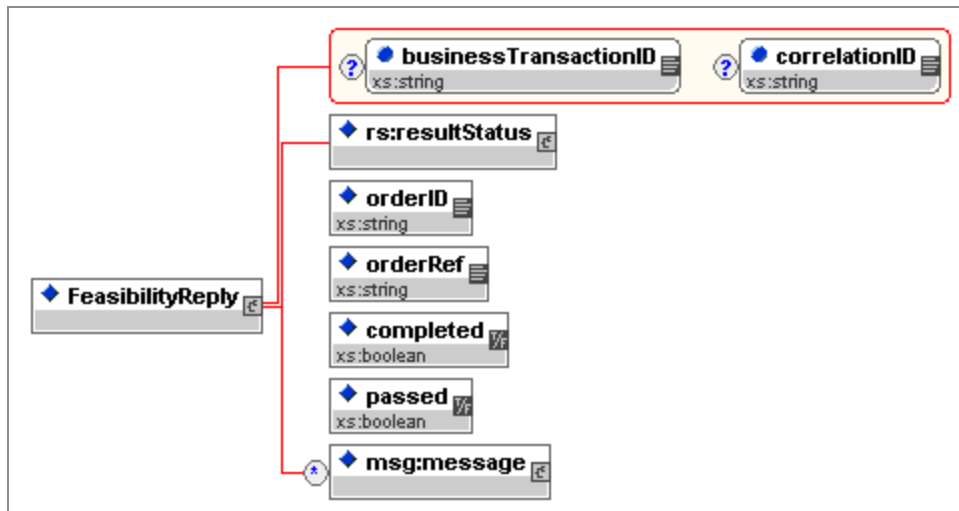 ? businessTransactionID ? correlationID
xs:string xs:string
rs:resultStatus
orderID
xs:string
orderRef
xs:string
FeasibilityReply
completed T/F
xs:boolean
passed T/F
xs:boolean
* msg:message